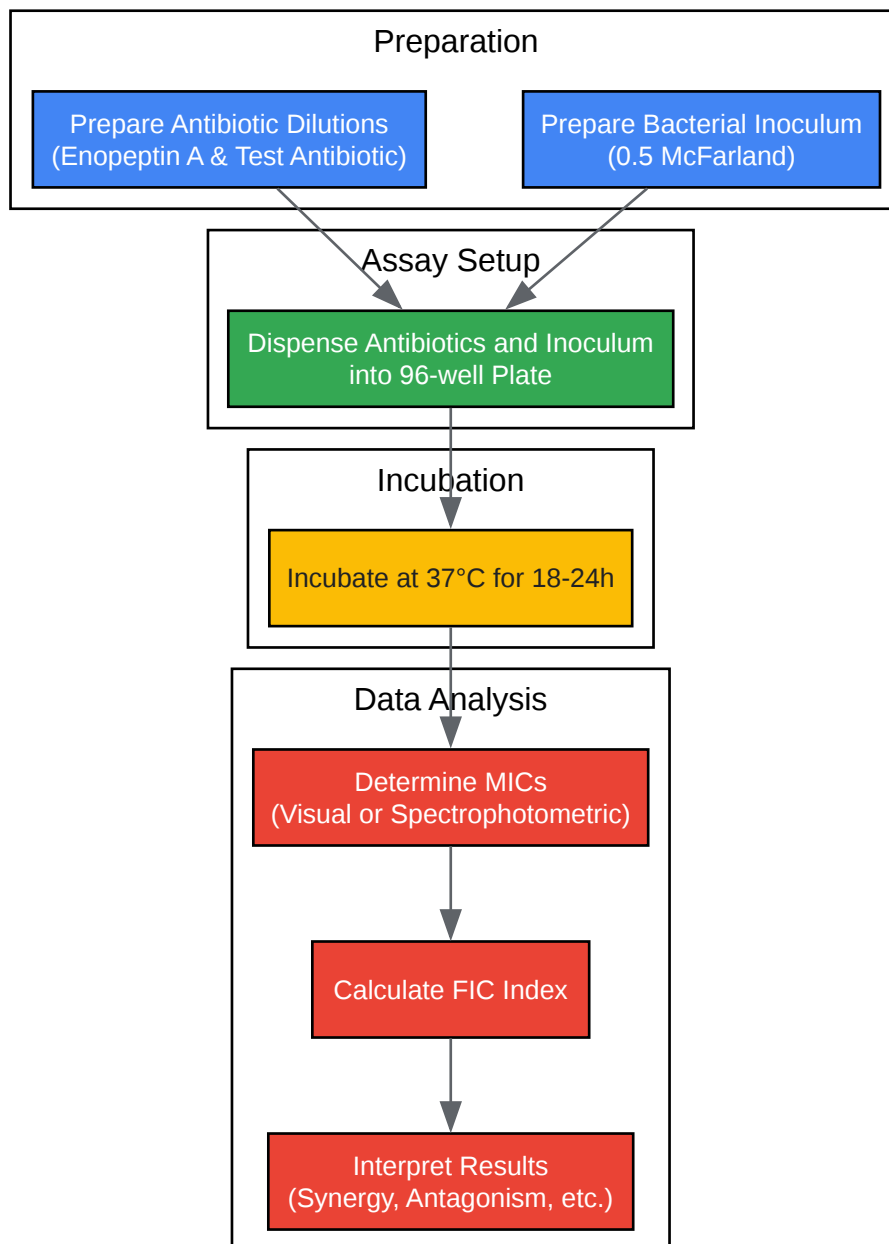 Preparation
Prepare Antibiotic Dilutions
(Enopeptin A & Test Antibiotic)
Prepare Bacterial Inoculum
(0.5 McFarland)
Assay Setup
Dispense Antibiotics and Inoculum
into 96-well Plate
Incubation
Incubate at 37°C for 18-24h
Data Analysis
Determine MICs
(Visual or Spectrophotometric)
Calculate FIC Index
Interpret Results
(Synergy, Antagonism, etc.)